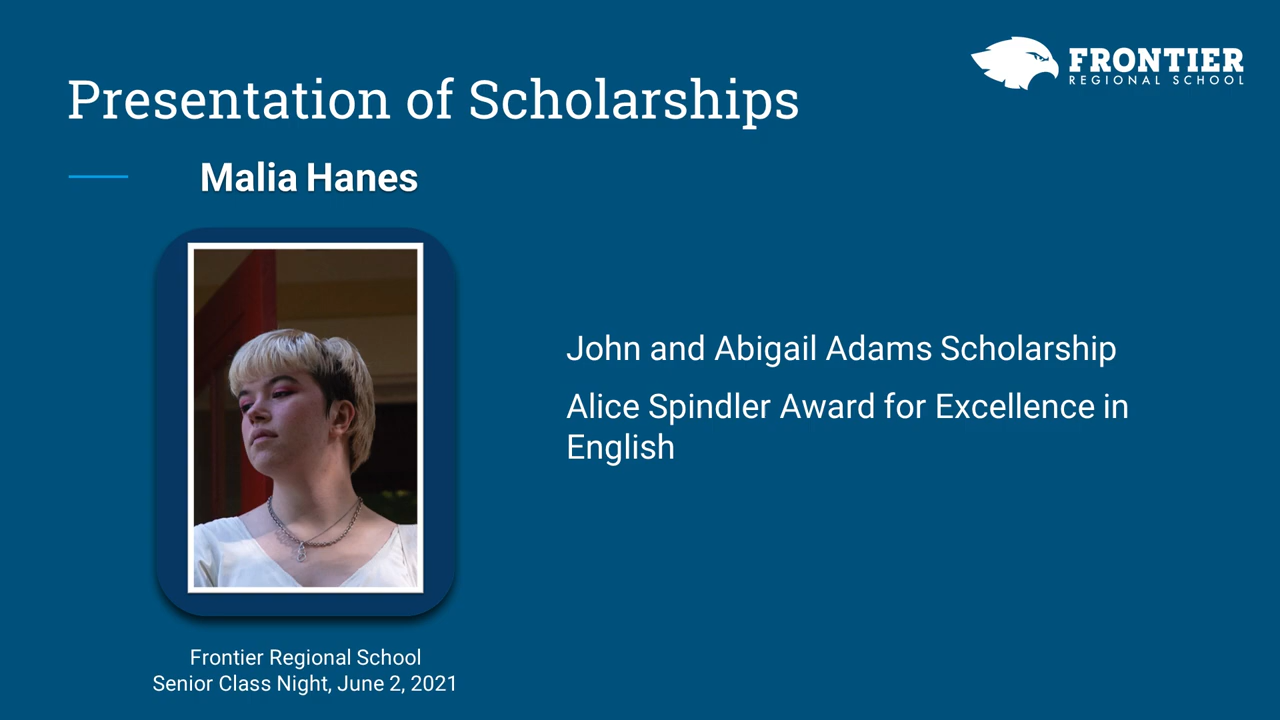 FRONTIER
REGIONAL SCHOOL
Presentation of Scholarships
Malia Hanes
John and Abigail Adams Scholarship
Alice Spindler Award for Excellence in
English
Frontier Regional School
Senior Class Night, June 2, 2021